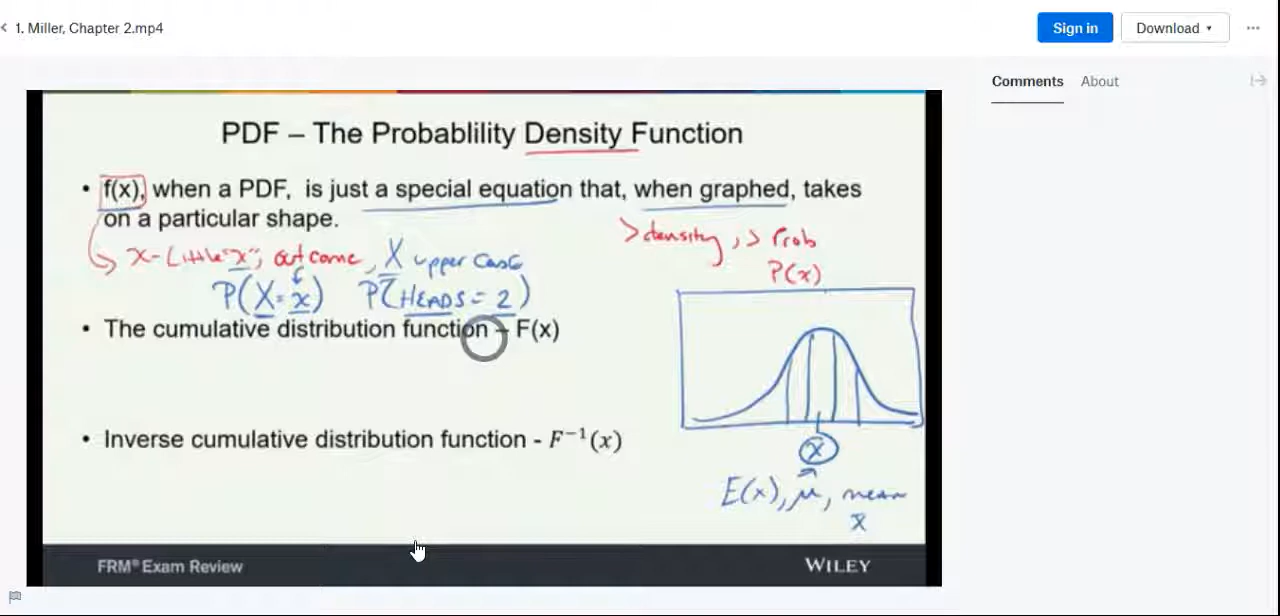 1. Miller, Chapter 2.mp4
Sign in
Download
Comments About
PDF – The Probablility Density Function
• f(x), when a PDF, is just a special equation that, when graphed, takes
on a particular shape.
x - Little "x", outcome, X upper case
>density, > Prob
P(x)
P(X = x) P(HEADS = 2)
• The cumulative distribution function – F(x)
• Inverse cumulative distribution function - F⁻¹(x)
x
E(x), μ, mean
x̄
FRM® Exam Review
WILEY